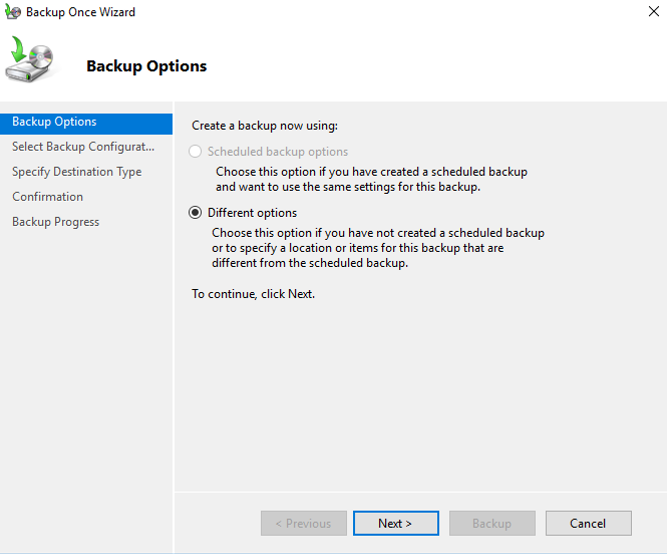 Backup Once Wizard
Backup Options
Backup Options
Select Backup Configurat...
Specify Destination Type
Confirmation
Backup Progress
Create a backup now using:
Scheduled backup options
Choose this option if you have created a scheduled backup
and want to use the same settings for this backup.
Different options
Choose this option if you have not created a scheduled backup
or to specify a location or items for this backup that are
different from the scheduled backup.
To continue, click Next.
< Previous
Next >
Backup
Cancel